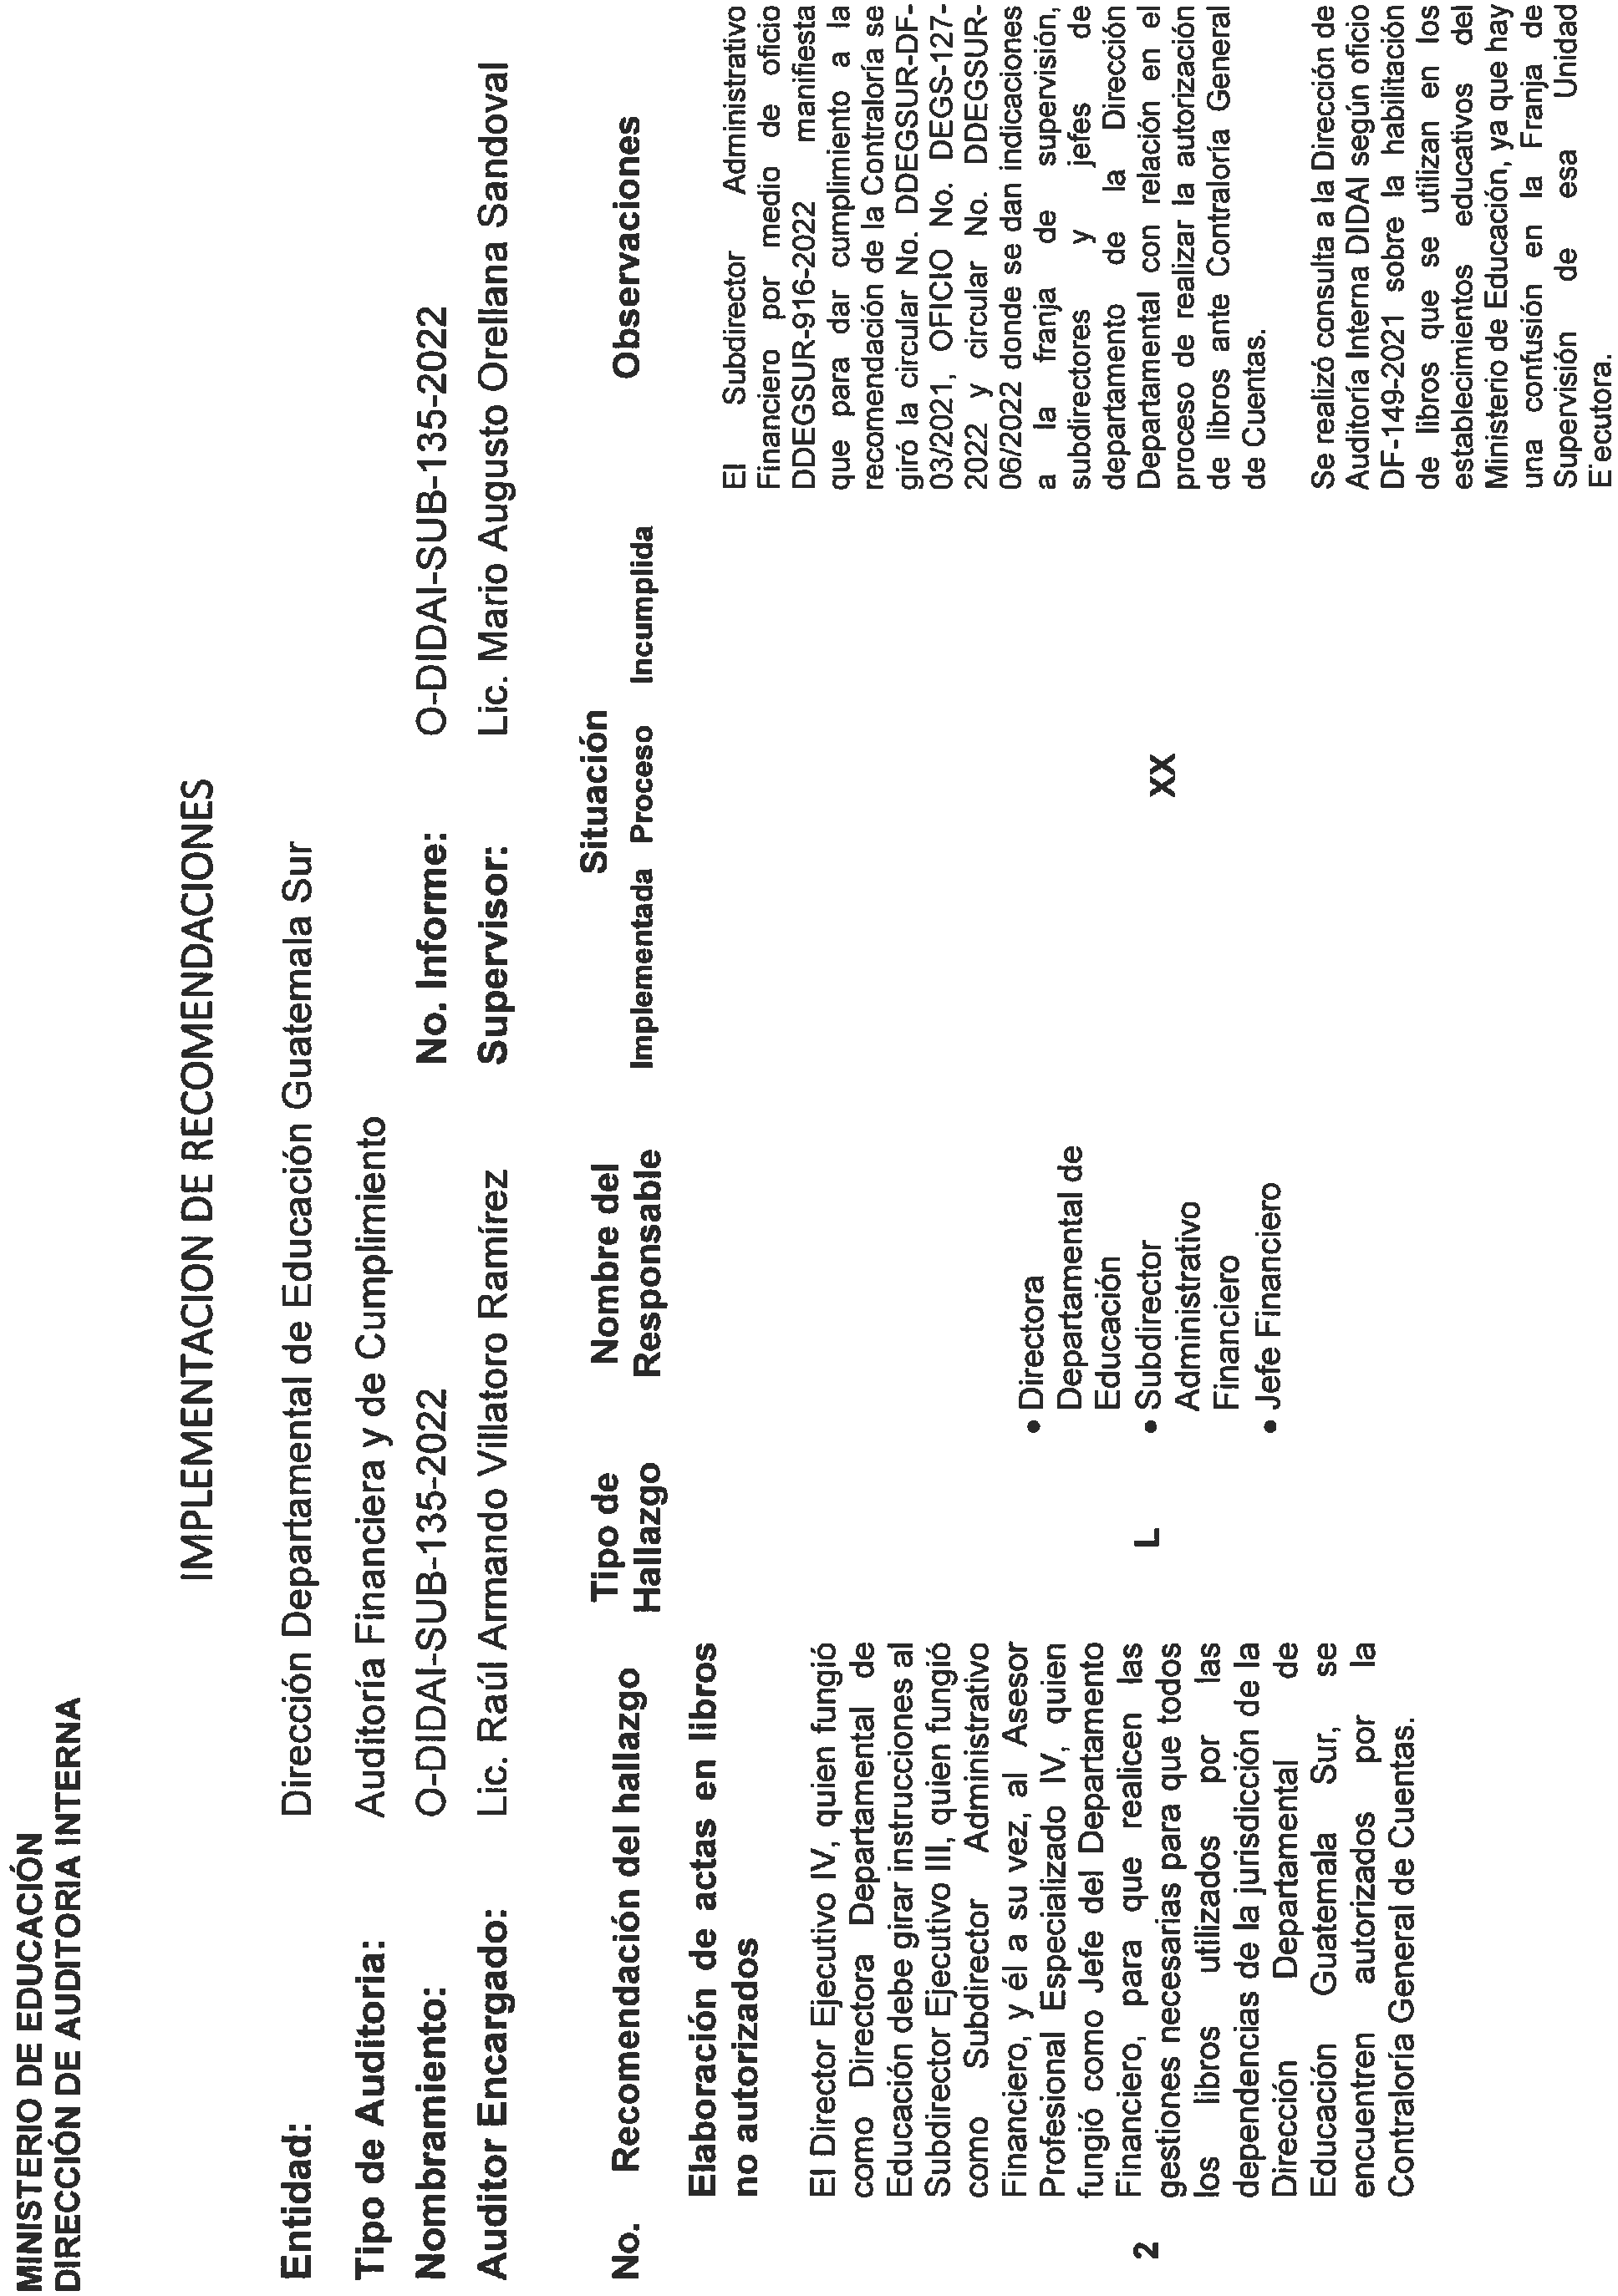 MINISTERIO DE EDUCACIÓN
DIRECCIÓN DE AUDITORIA INTERNA
IMPLEMENTACION DE RECOMENDACIONES
Entidad: Dirección Departamental de Educación Guatemala Sur
Tipo de Auditoria: Auditoría Financiera y de Cumplimiento
Nombramiento: O-DIDAI-SUB-135-2022 No. Informe: O-DIDAI-SUB-135-2022
Auditor Encargado: Lic. Raúl Armando Villatoro Ramírez Supervisor: Lic. Mario Augusto Orellana Sandoval
No. Recomendación del hallazgo
Tipo de
Hallazgo
Nombre del
Responsable
Situación
Implementada Proceso Incumplida
Observaciones
2
Elaboración de actas en libros
no autorizados
El Director Ejecutivo IV, quien fungió
como Directora Departamental de
Educación debe girar instrucciones al
Subdirector Ejecutivo III, quien fungió
como Subdirector Administrativo
Financiero, y él a su vez, al Asesor
Profesional Especializado IV, quien
fungió como Jefe del Departamento
Financiero, para que realicen las
gestiones necesarias para que todos
los libros utilizados por las
dependencias de la jurisdicción de la
Dirección Departamental de
Educación Guatemala Sur, se
encuentren autorizados por la
Contraloría General de Cuentas.
L
• Directora
Departamental de
Educación
• Subdirector
Administrativo
Financiero
• Jefe Financiero
XX
El Subdirector Administrativo
Financiero por medio de oficio
DDEGSUR-916-2022 manifiesta
que para dar cumplimiento a la
recomendación de la Contraloría se
giró la circular No. DDEGSUR-DF-
03/2021, OFICIO No. DEGS-127-
2022 y circular No. DDEGSUR-
06/2022 donde se dan indicaciones
a la franja de supervisión,
subdirectores y jefes de
departamento de la Dirección
Departamental con relación en el
proceso de realizar la autorización
de libros ante Contraloría General
de Cuentas.
Se realizó consulta a la Dirección de
Auditoría Interna DIDAI según oficio
DF-149-2021 sobre la habilitación
de libros que se utilizan en los
establecimientos educativos del
Ministerio de Educación, ya que hay
una confusión en la Franja de
Supervisión de esa Unidad
Ejecutora.